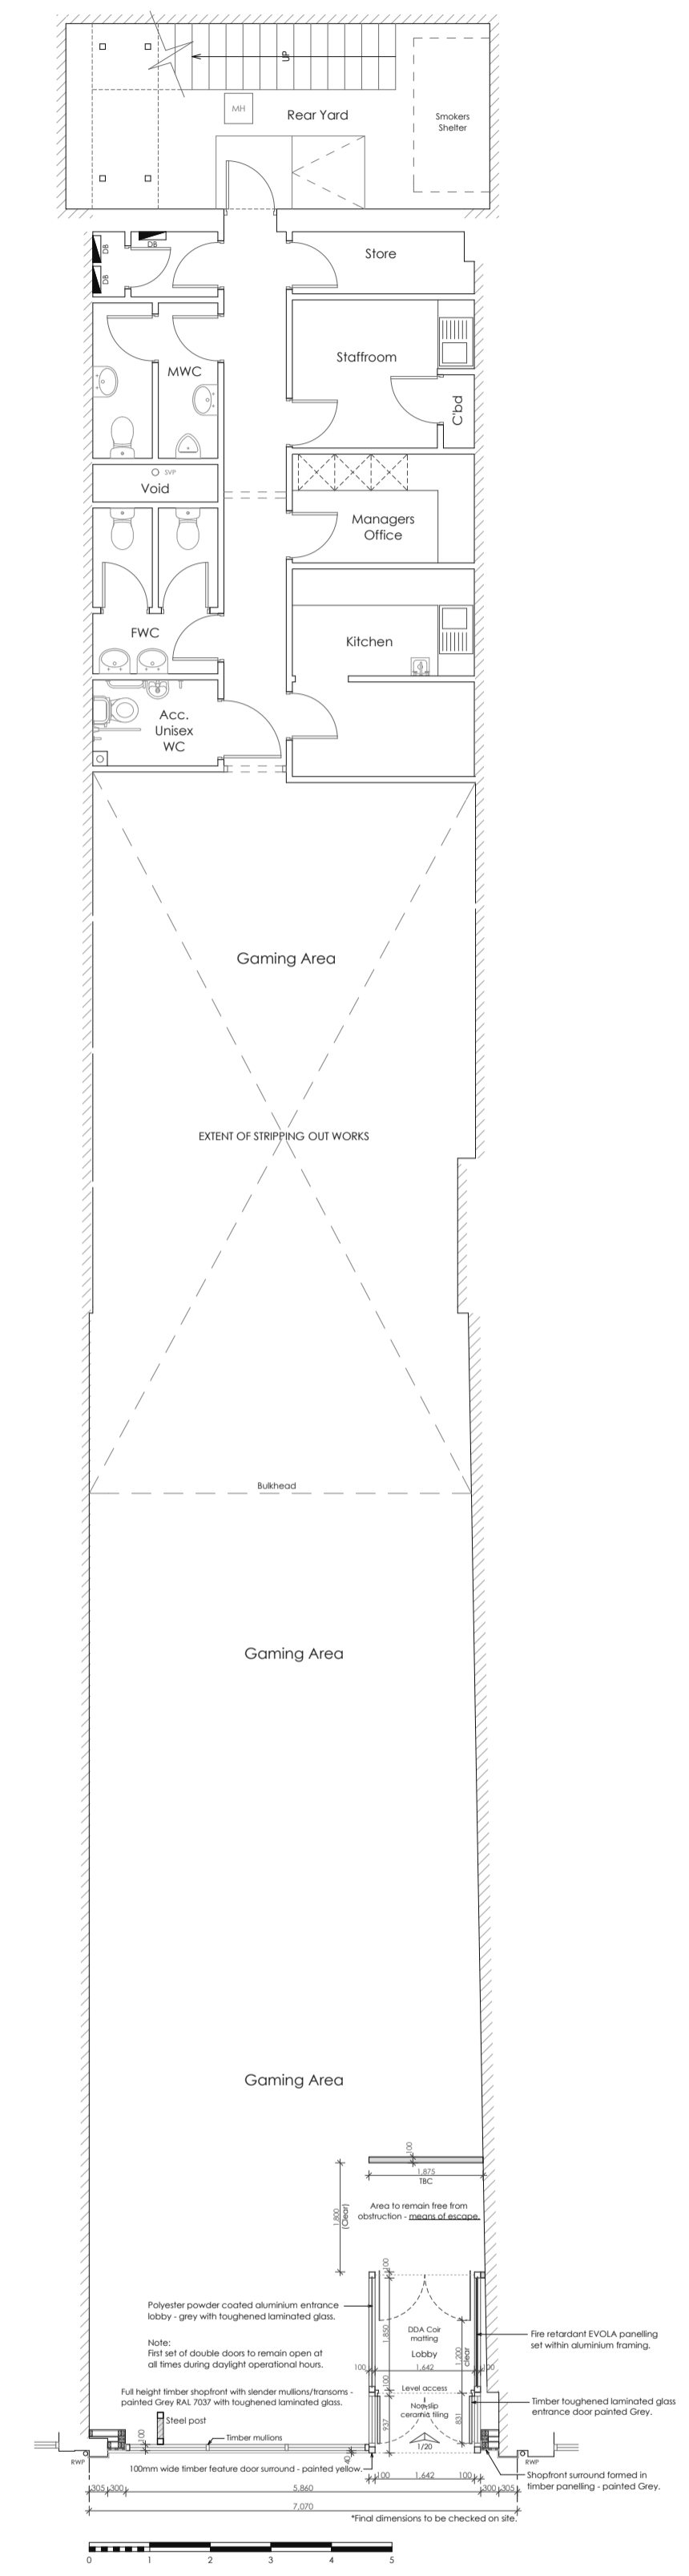 UP
MH
Rear Yard
Smokers
Shelter
DB
DB
DB
Store
Staffroom
MWC
C'bd
SVP
Void
Managers
Office
FWC
Kitchen
Acc.
Unisex
WC
Gaming Area
EXTENT OF STRIPPING OUT WORKS
Bulkhead
Gaming Area
Gaming Area
100
1,875
TBC
1,800
(Clear)
Area to remain free from
obstruction - means of escape.
100
Polyester powder coated aluminium entrance
lobby - grey with toughened laminated glass.
Note:
First set of double doors to remain open at
all times during daylight operational hours.
1,850
DDA Coir
matting
Lobby
1,200
clear
Fire retardant EVOLA panelling
set within aluminium framing.
100
1,642
100
100
Level access
Full height timber shopfront with slender mullions/transoms -
painted Grey RAL 7037 with toughened laminated glass.
937
Non-slip
ceramic tiling
831
Timber toughened laminated glass
entrance door painted Grey.
Steel post
100
Timber mullions
1/20
RWP
40
100mm wide timber feature door surround - painted yellow.
RWP
Shopfront surround formed in
timber panelling - painted Grey.
100
1,642
100
305
300
5,860
300
305
7,070
*Final dimensions to be checked on site.
0
1
2
3
4
5